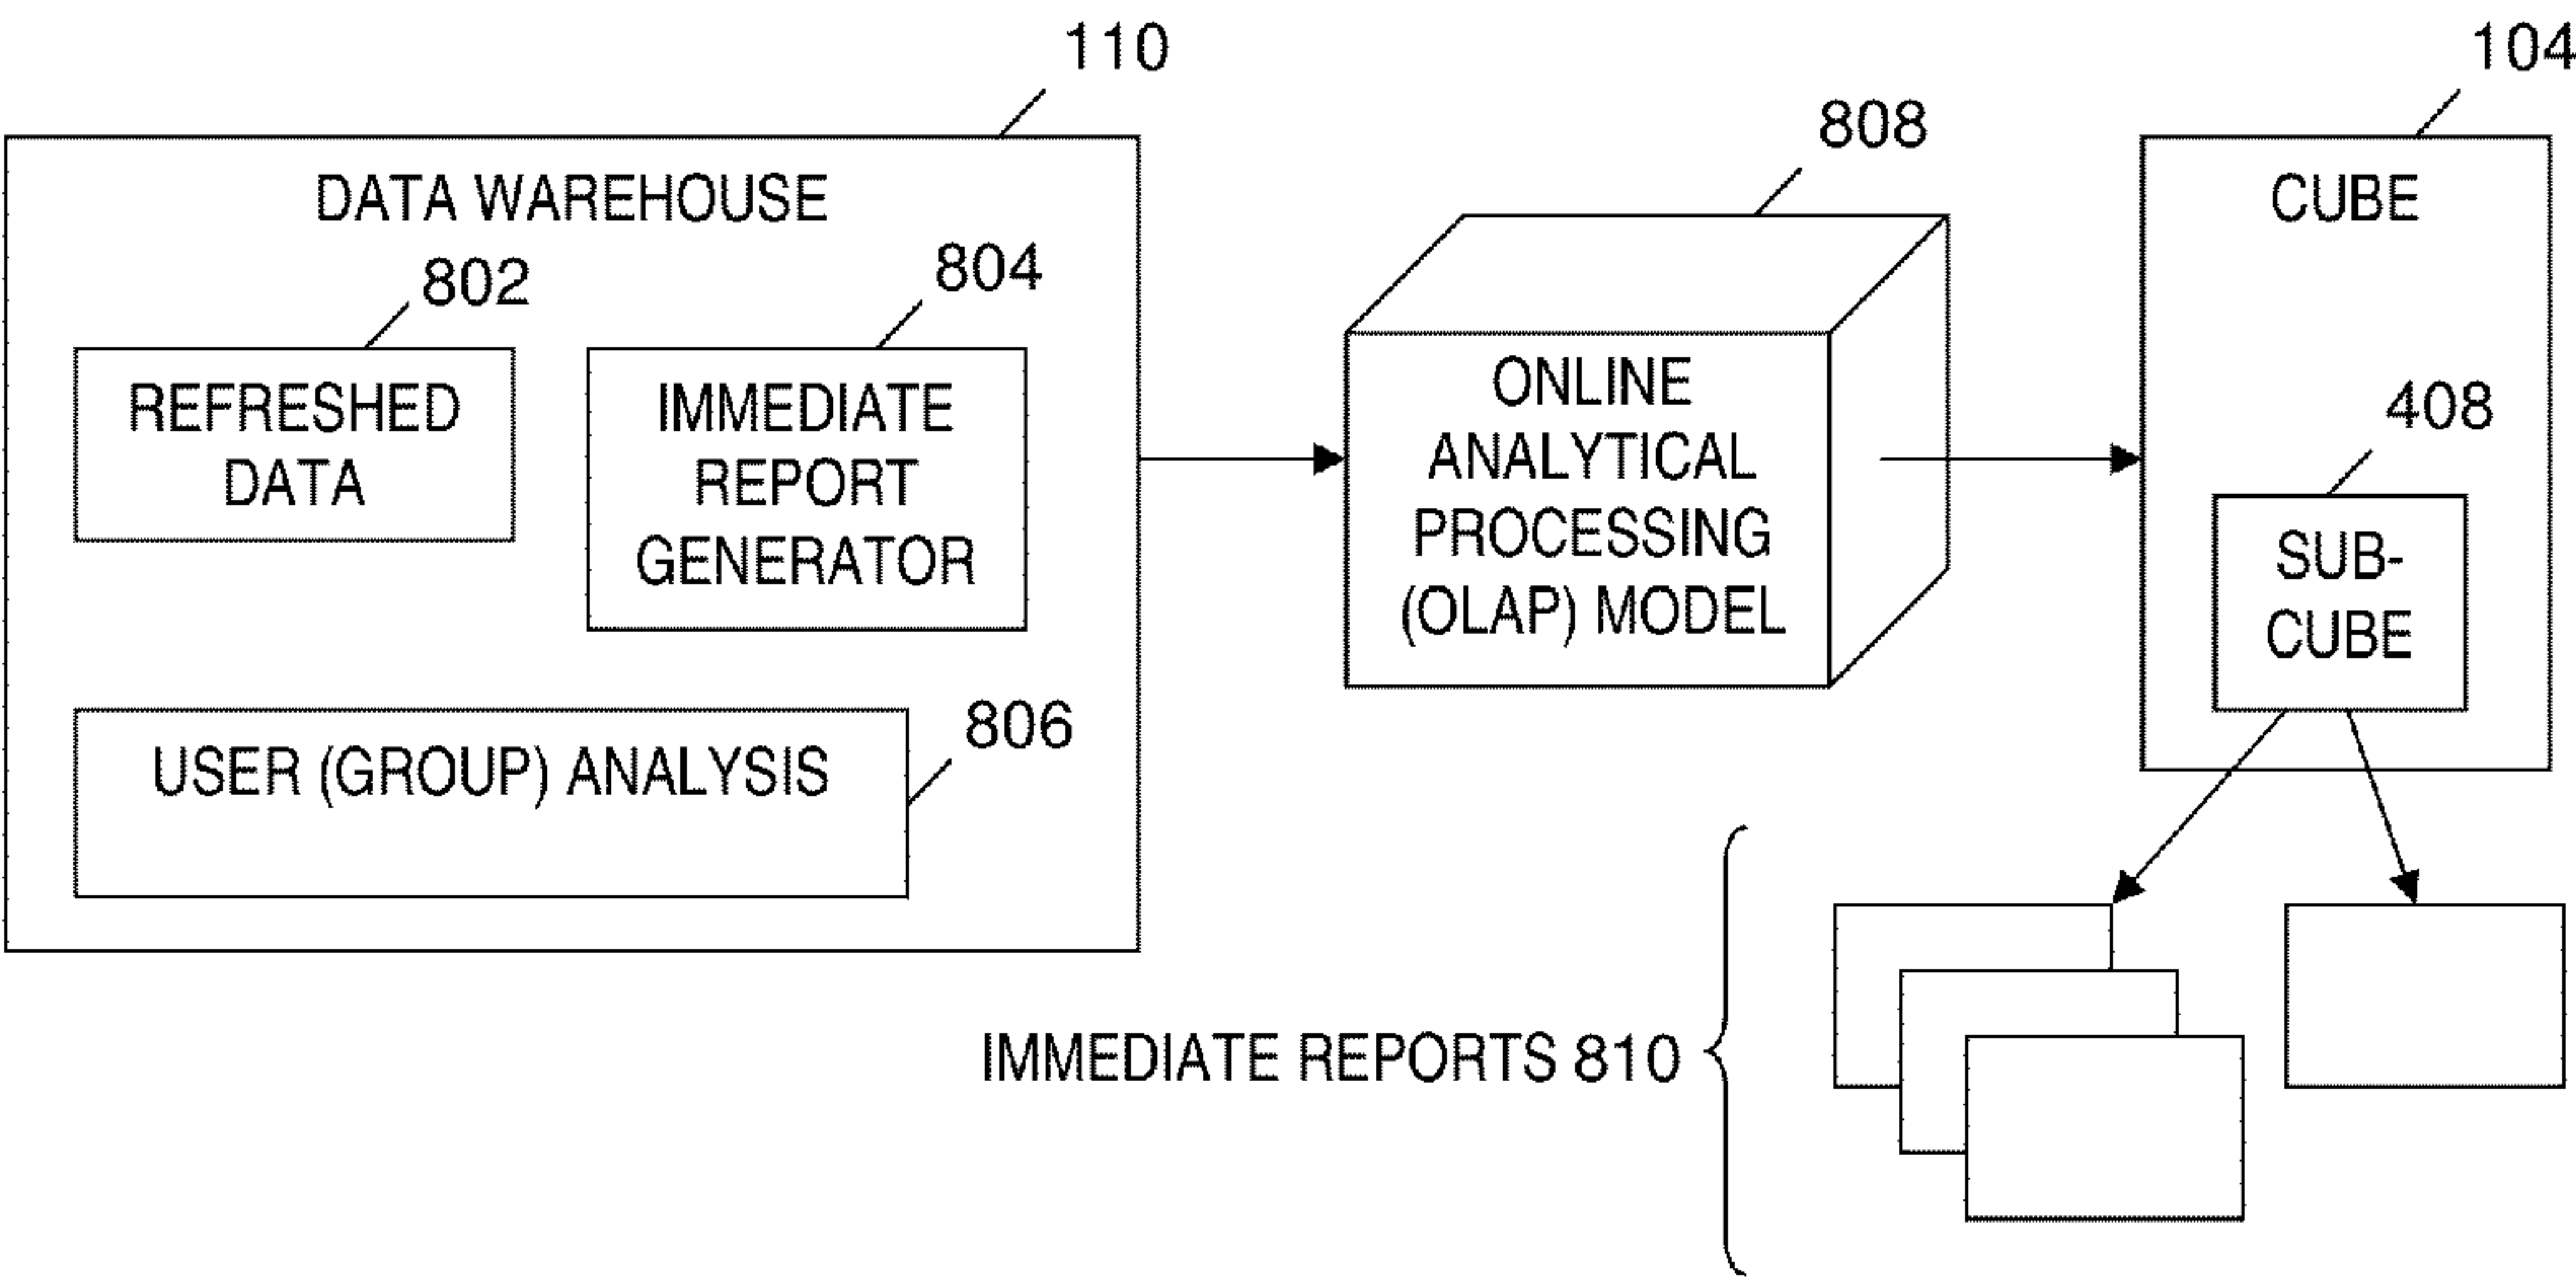 110
DATA WAREHOUSE
802
REFRESHED
DATA
804
IMMEDIATE
REPORT
GENERATOR
806
USER (GROUP) ANALYSIS
808
ONLINE
ANALYTICAL
PROCESSING
(OLAP) MODEL
104
CUBE
408
SUB-
CUBE
IMMEDIATE REPORTS 810